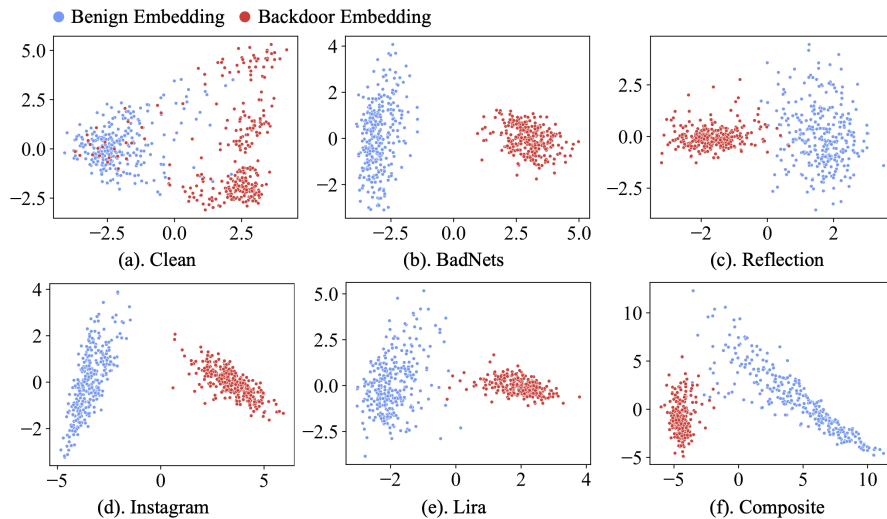 Benign Embedding Backdoor Embedding
5.0 2.5 0.0 −2.5
−2.5 0.0 2.5
(a). Clean
4 2 0 −2
−2.5 0.0 2.5 5.0
(b). BadNets
2.5 0.0 −2.5
−2 0 2
(c). Reflection
4 2 0 −2
−5 0 5
(d). Instagram
5.0 2.5 0.0 −2.5
−2 0 2 4
(e). Lira
10 5 0 −5
−5 0 5 10
(f). Composite